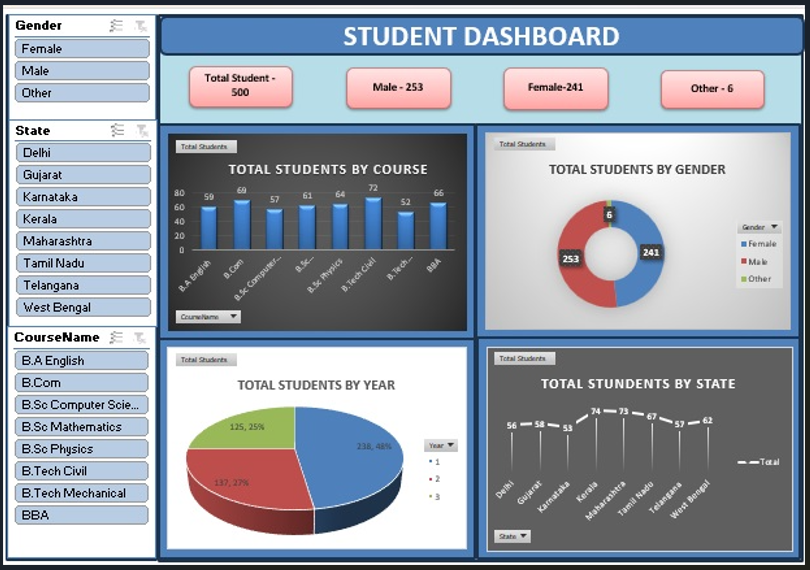 Gender
Female
Male
Other
State
Delhi
Gujarat
Karnataka
Kerala
Maharashtra
Tamil Nadu
Telangana
West Bengal
CourseName
B.A English
B.Com
B.Sc Computer Scie...
B.Sc Mathematics
B.Sc Physics
B.Tech Civil
B.Tech Mechanical
BBA
STUDENT DASHBOARD
Total Student -
500
Male - 253
Female-241
Other - 6
Total Students
TOTAL STUDENTS BY COURSE
80
60
40
20
0
59
69
57
61
64
72
52
66
B.A English
B.Com
B.Sc Computer...
B.Sc...
B.Sc Physics
B.Tech Civil
B.Tech...
BBA
CourseName
Total Students
TOTAL STUDENTS BY GENDER
6
253
241
Gender
Female
Male
Other
Total Students
TOTAL STUDENTS BY YEAR
125, 25%
238, 48%
137, 27%
Year
1
2
3
Total Students
TOTAL STUNDENTS BY STATE
56
58
53
74
73
67
57
62
Delhi
Gujarat
Karnataka
Kerala
Maharashtra
Tamil Nadu
Telangana
West Bengal
Total
State